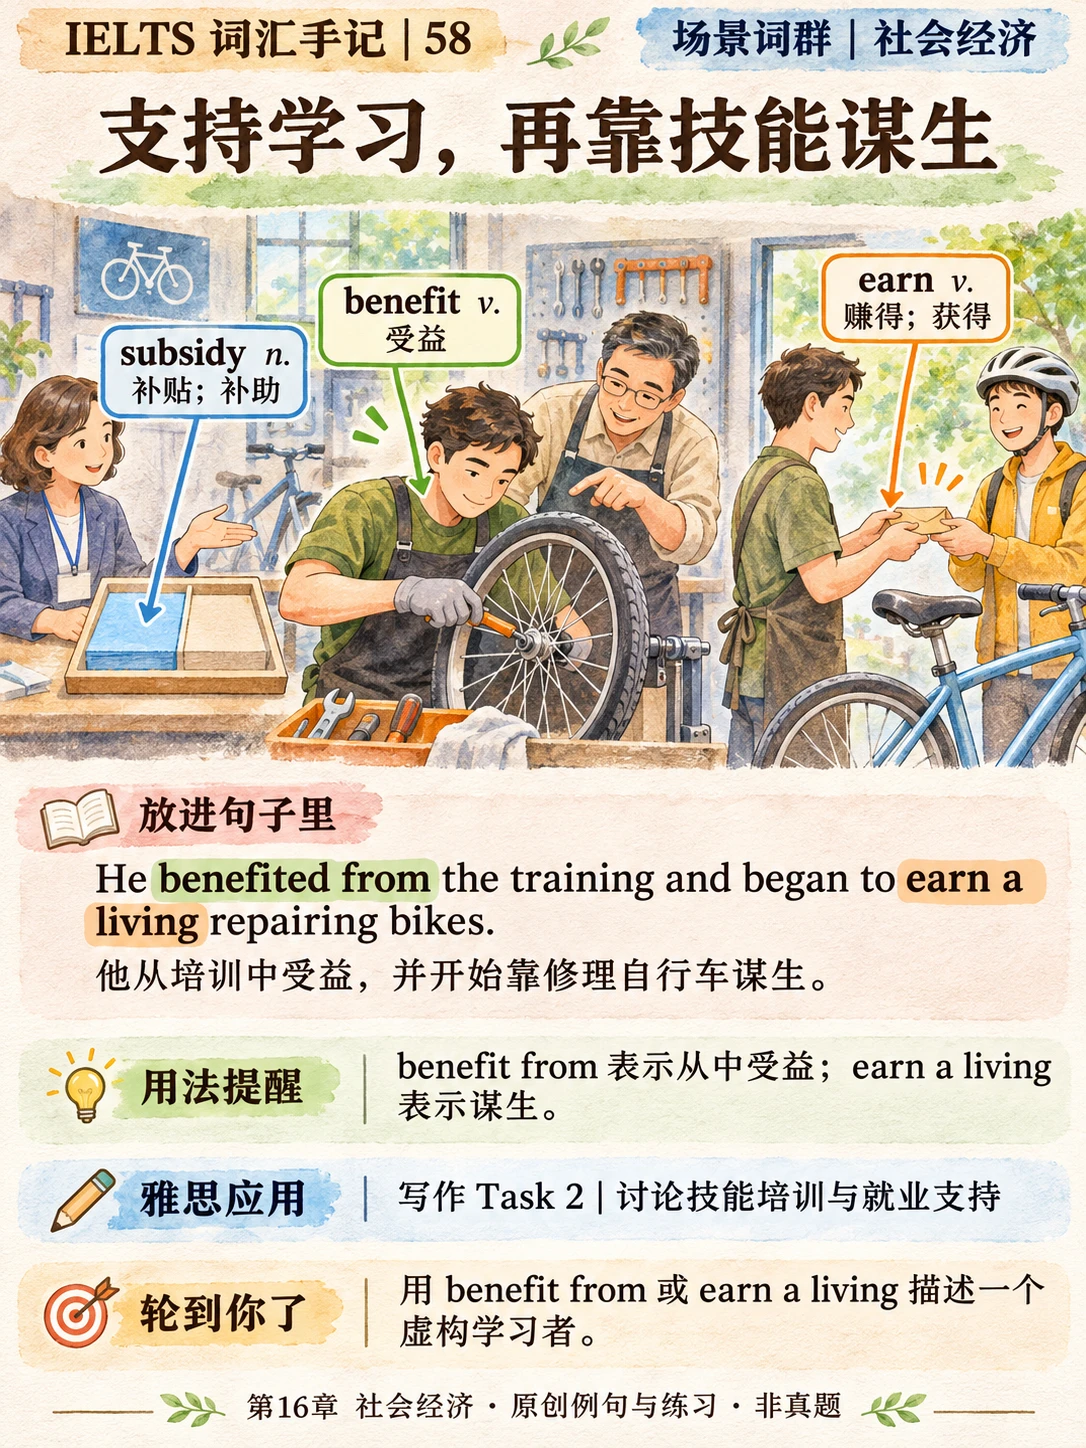 IELTS 词汇手记 | 58
场景词群 | 社会经济
支持学习，再靠技能谋生
subsidy n.
补贴；补助
benefit v.
受益
earn v.
赚得；获得
放进句子里
He benefited from the training and began to earn a
living repairing bikes.
他从培训中受益，并开始靠修理自行车谋生。
用法提醒
benefit from 表示从中受益；earn a living
表示谋生。
雅思应用
写作 Task 2 | 讨论技能培训与就业支持
轮到你了
用 benefit from 或 earn a living 描述一个
虚构学习者。
第16章 社会经济 · 原创例句与练习 · 非真题